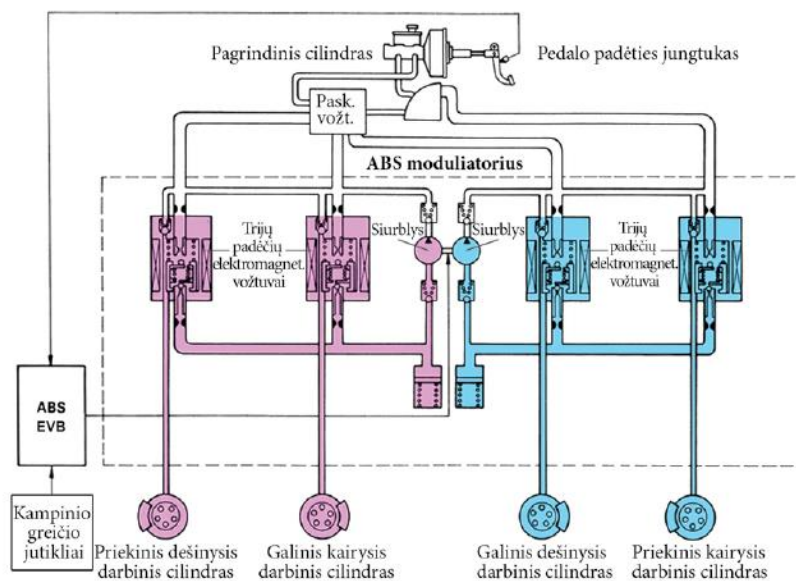 Pagrindinis cilindras
Pedalo padėties jungtukas
Pask.
vožt.
ABS moduliatorius
Trijų
padėčių
elektromagnet.
vožtuvai
Siurblys
Siurblys
Trijų
padėčių
elektromagnet.
vožtuvai
ABS
EVB
Kampinio
greičio
jutikliai
Priekinis dešinysis
darbinis cilindras
Galinis kairysis
darbinis cilindras
Galinis dešinysis
darbinis cilindras
Priekinis kairysis
darbinis cilindras